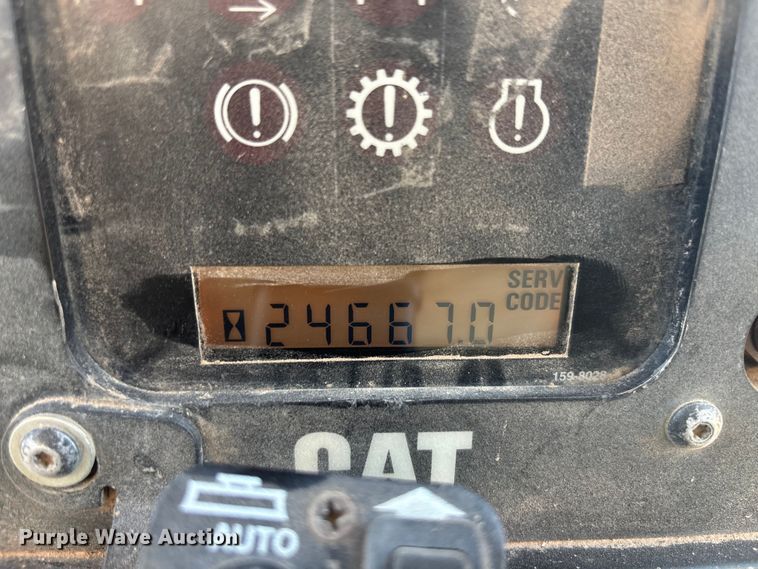 SERV
CODE
24667.0
159-8028
CAT
AUTO
Purple Wave Auction